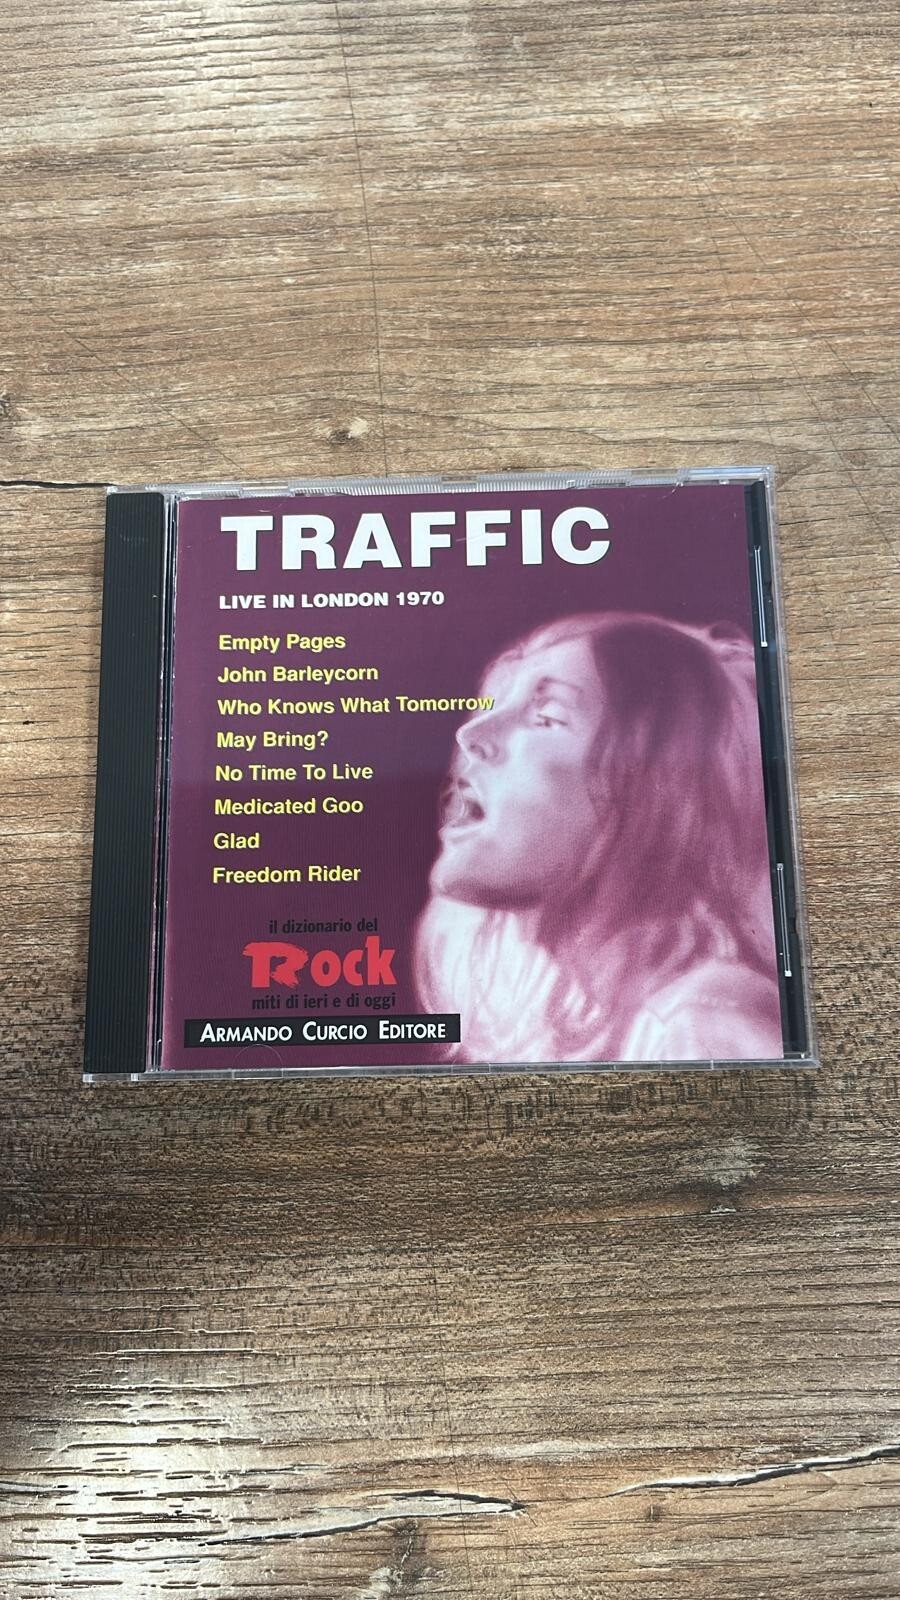 TRAFFIC
LIVE IN LONDON 1970
Empty Pages
John Barleycorn
Who Knows What Tomorrow
May Bring?
No Time To Live
Medicated Goo
Glad
Freedom Rider
il dizionario del
Rock
miti di ieri e di oggi
ARMANDO CURCIO EDITORE